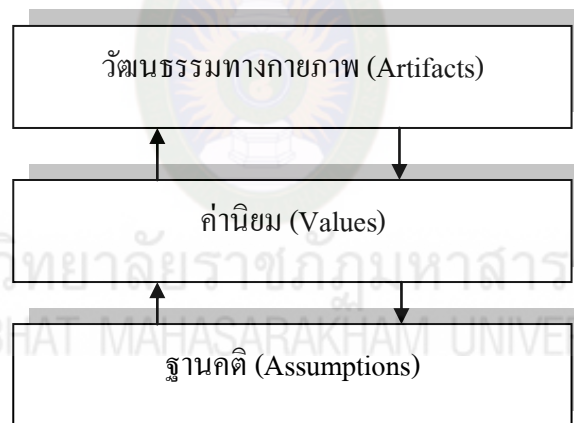 วัฒนธรรมทางกายภาพ (Artifacts)
ค่านิยม (Values)
วิทยาลัยราชภัฏมหาสาร
BHAT MAHASARAKHAM UNIVER
ฐานคติ (Assumptions)